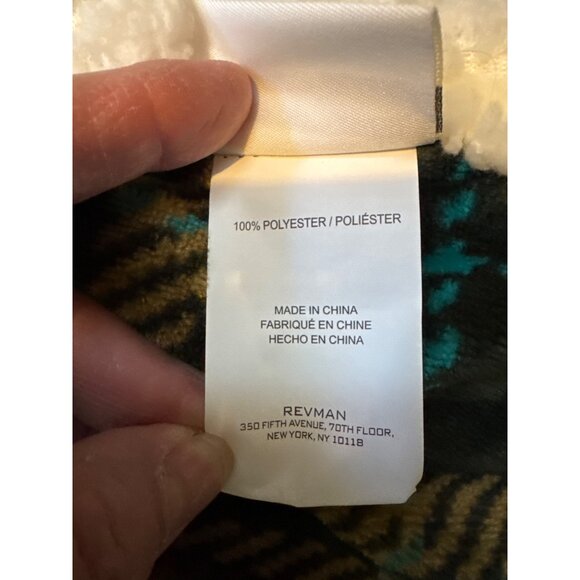 100% POLYESTER / POLIÉSTER
MADE IN CHINA
FABRIQUÉ EN CHINE
HECHO EN CHINA
REVMAN
350 FIFTH AVENUE, 70TH FLOOR,
NEW YORK, NY 10118